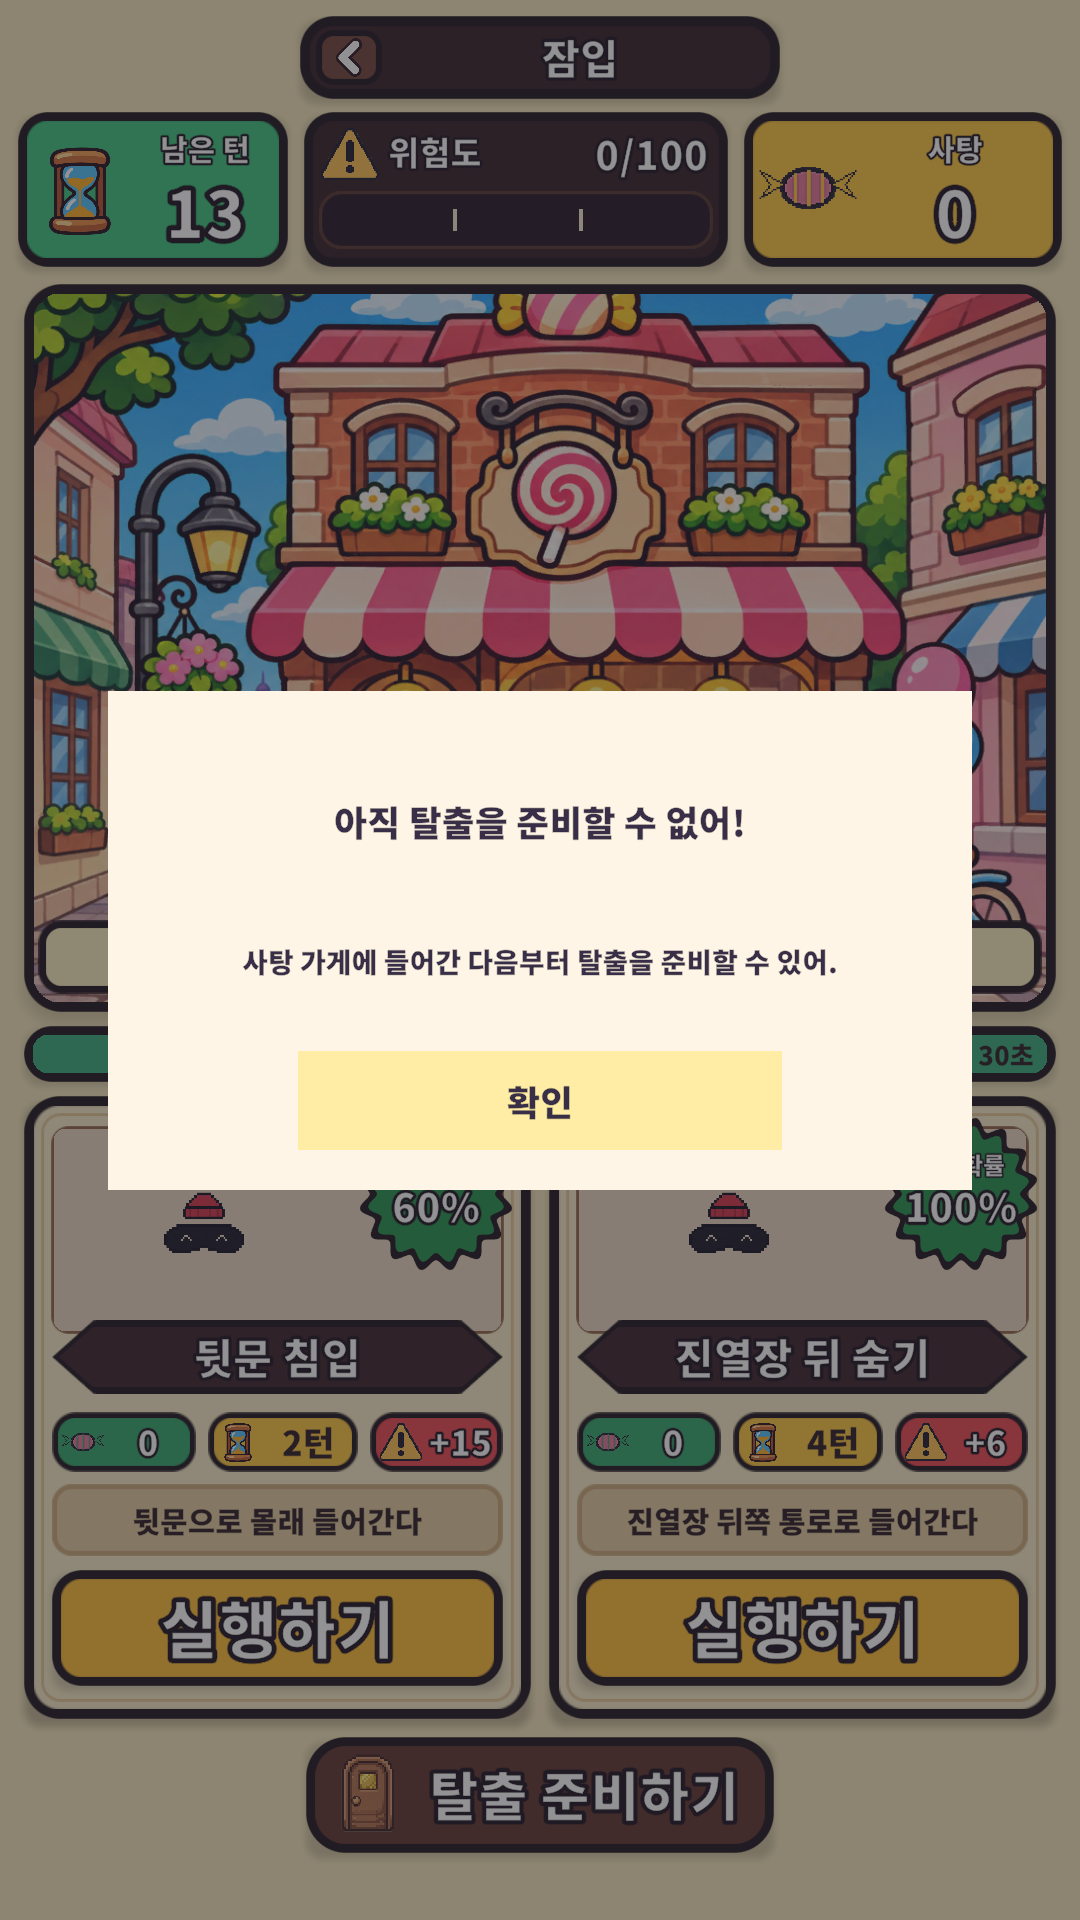 잠입
남은 턴
13
위험도
0/100
사탕
0
아직 탈출을 준비할 수 없어!
사탕 가게에 들어간 다음부터 탈출을 준비할 수 있어.
확인
30초
60%
확률
100%
뒷문 침입
진열장 뒤 숨기
0
2턴
+15
0
4턴
+6
뒷문으로 몰래 들어간다
진열장 뒤쪽 통로로 들어간다
실행하기
실행하기
탈출 준비하기